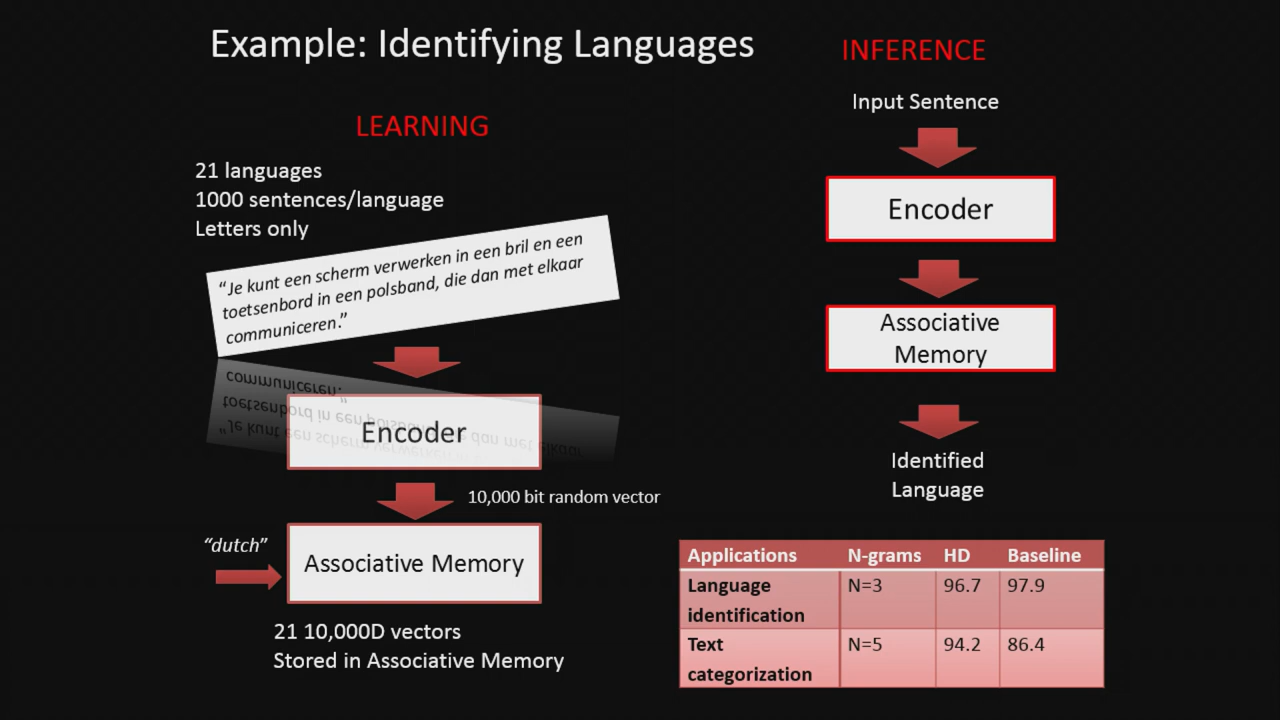 Example: Identifying Languages
LEARNING
21 languages
1000 sentences/language
Letters only
“Je kunt een scherm verwerken in een bril en een
toetsenbord in een polsband, die dan met elkaar
communiceren.”
Encoder
10,000 bit random vector
“dutch”
Associative Memory
21 10,000D vectors
Stored in Associative Memory
INFERENCE
Input Sentence
Encoder
Associative
Memory
Identified
Language
Applications N-grams HD Baseline
Language
identification N=3 96.7 97.9
Text
categorization N=5 94.2 86.4